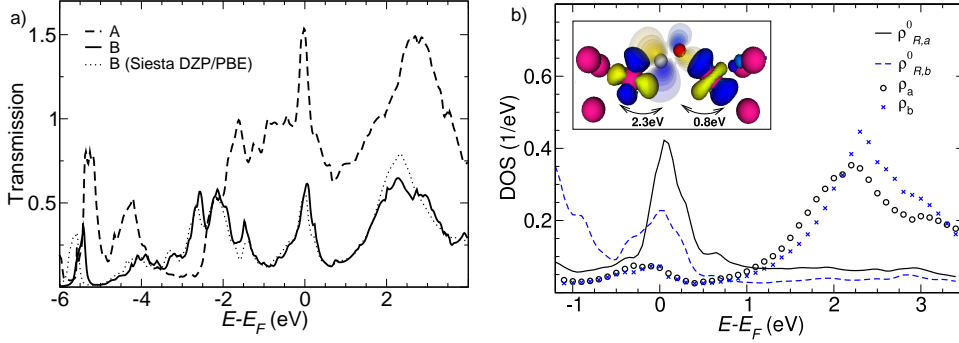 a)
Transmission
1.5
1
0.5
A
B
B (Siesta DZP/PBE)
-6
-4
-2
0
2
E-E_F (eV)
b)
DOS (1/eV)
0.6
0.4
0.2
2.3eV
0.8eV
ρ⁰_R,a
ρ⁰_R,b
ρ_a
ρ_b
-1
0
1
2
3
E-E_F (eV)